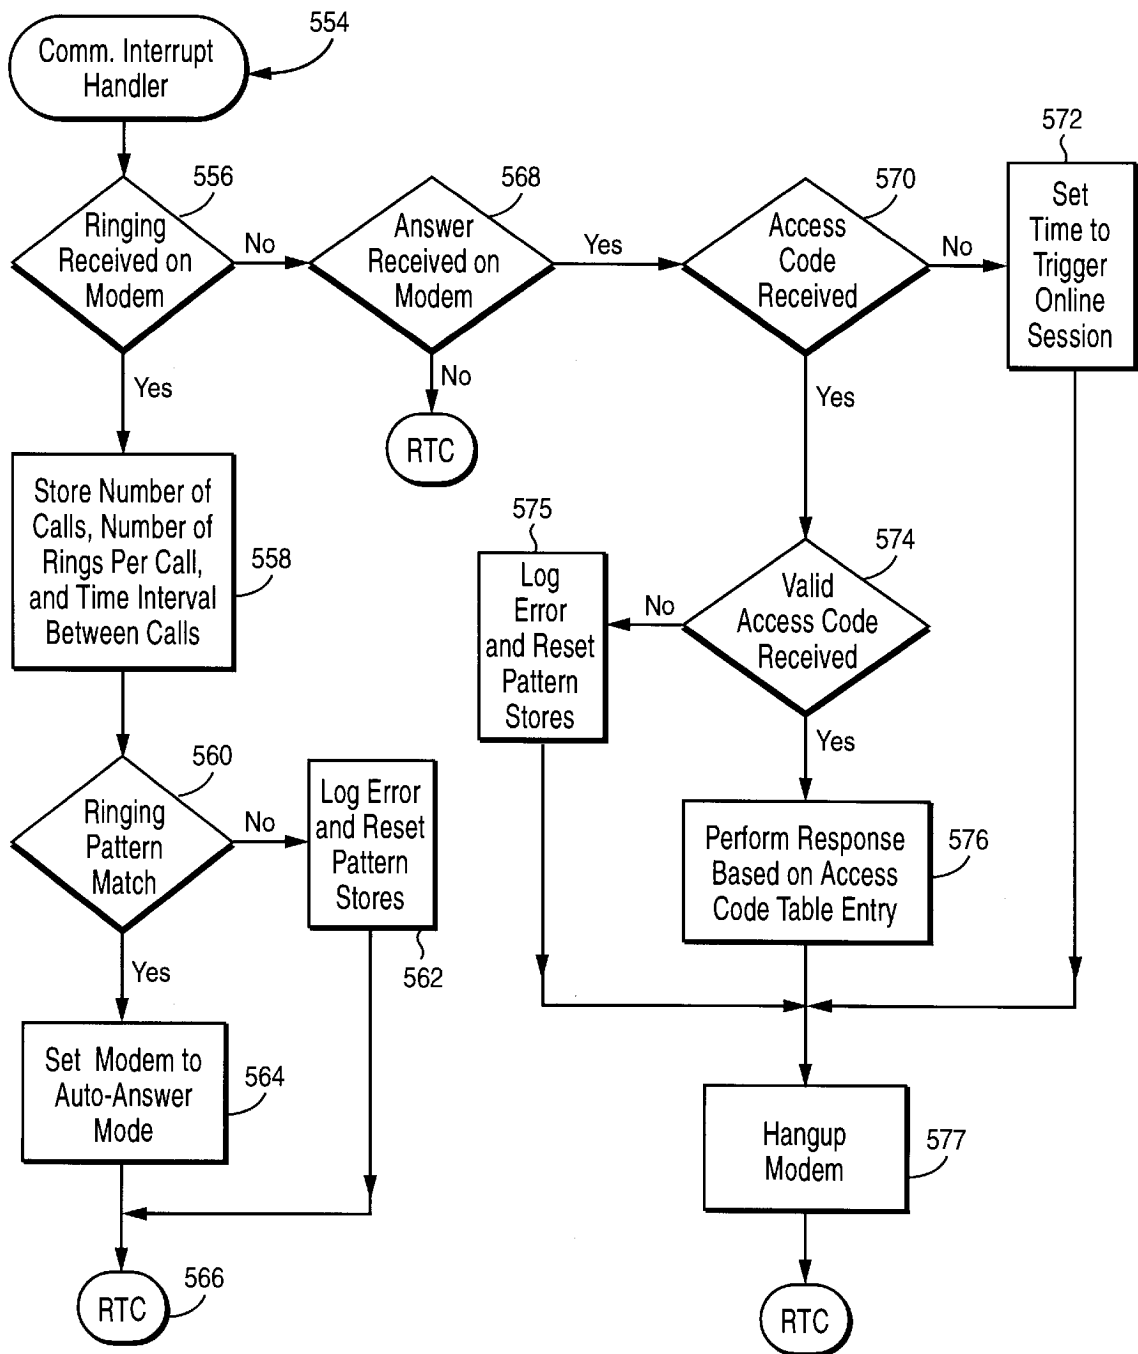 554
Comm. Interrupt
Handler
556
Ringing
Received on
Modem
No
568
Answer
Received on
Modem
Yes
570
Access
Code
Received
No
572
Set
Time to
Trigger
Online
Session
Yes
No
RTC
Yes
Store Number of
Calls, Number of
Rings Per Call,
and Time Interval
Between Calls
558
575
Log
Error
and Reset
Pattern
Stores
No
574
Valid
Access Code
Received
Yes
560
Ringing
Pattern
Match
No
Log Error
and Reset
Pattern
Stores
562
Perform Response
Based on Access
Code Table Entry
576
Yes
Set Modem to
Auto-Answer
Mode
564
Hangup
Modem
577
RTC
566
RTC